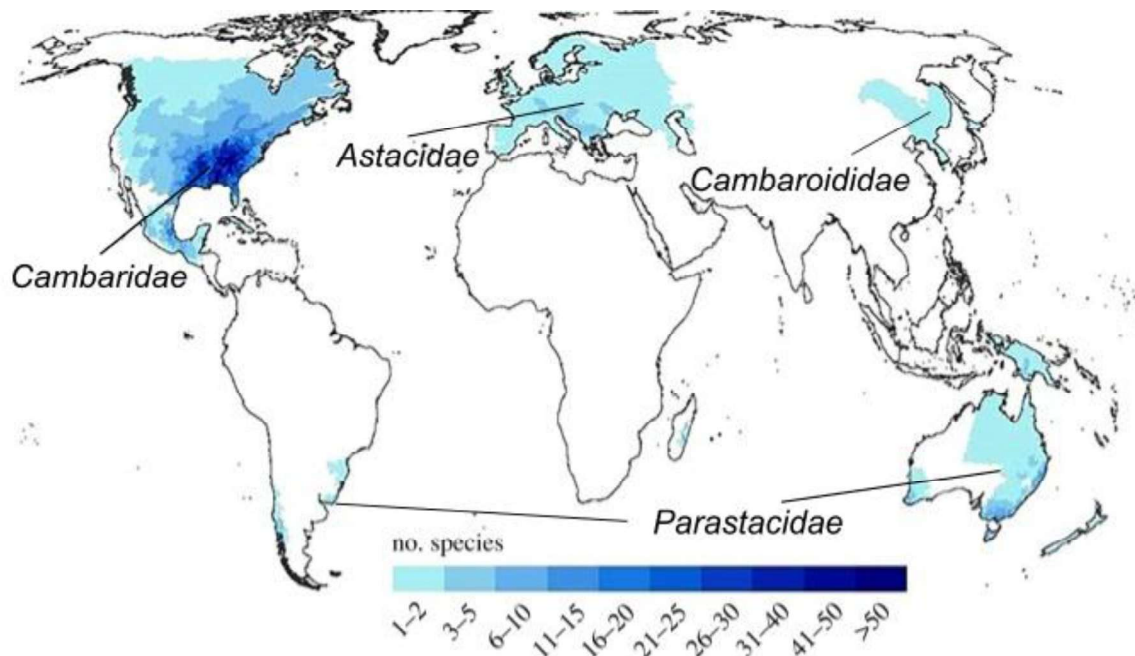 Astacidae
Cambaroididae
Cambaridae
Parastacidae
no. species
1–2
3–5
6–10
11–15
16–20
21–25
26–30
31–40
41–50
>50